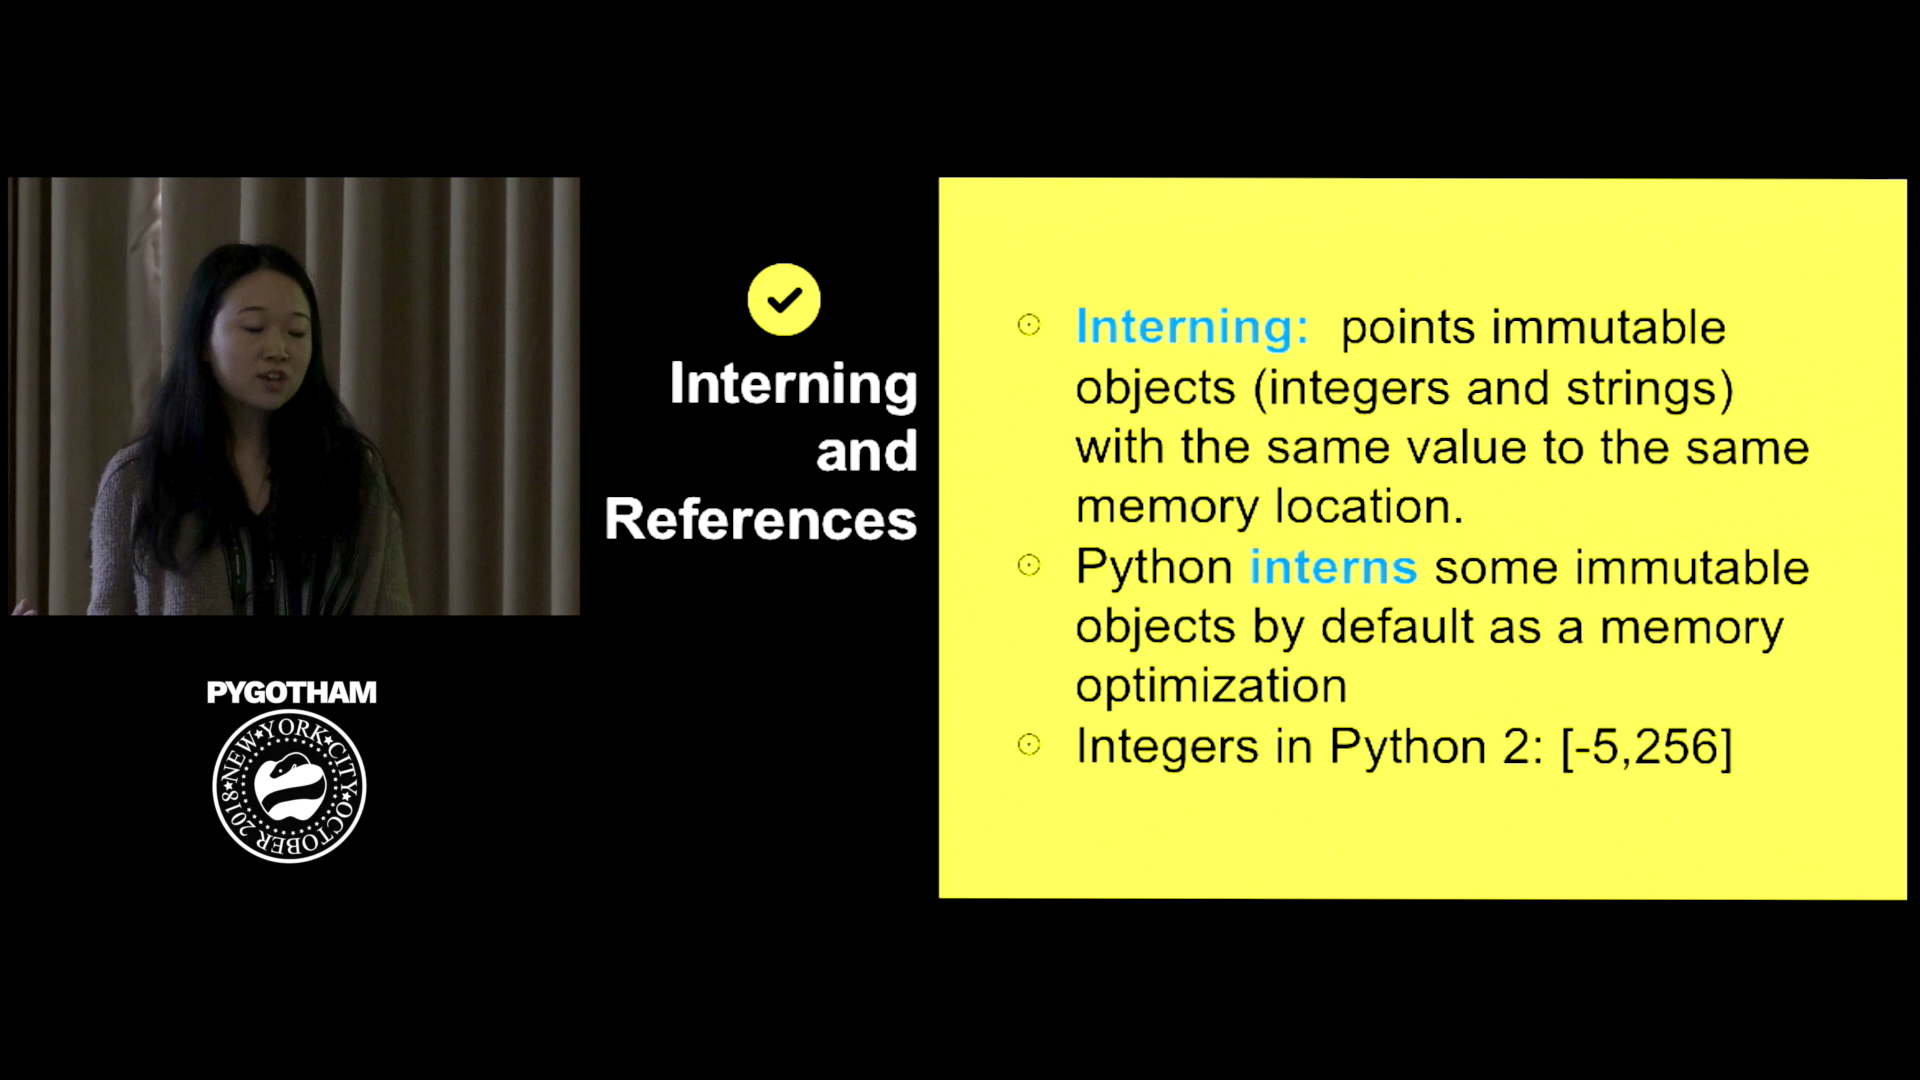 Interning
and
References
Interning: points immutable
objects (integers and strings)
with the same value to the same
memory location.
Python interns some immutable
objects by default as a memory
optimization
Integers in Python 2: [-5,256]
PYGOTHAM
NEW★YORK★CITY★OCTOBER 2018★